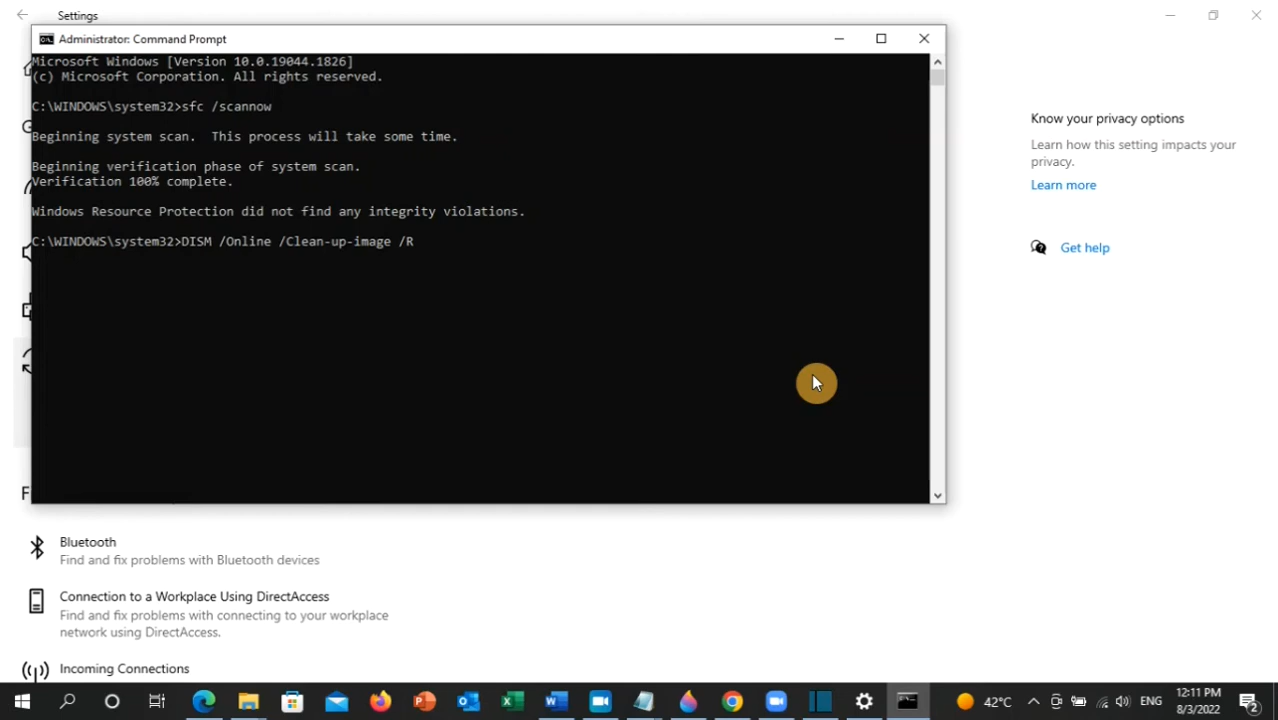 Settings
Administrator: Command Prompt
Microsoft Windows [Version 10.0.19044.1826]
(c) Microsoft Corporation. All rights reserved.
C:\WINDOWS\system32>sfc /scannow
Beginning system scan.  This process will take some time.
Beginning verification phase of system scan.
Verification 100% complete.
Windows Resource Protection did not find any integrity violations.
C:\WINDOWS\system32>DISM /Online /Clean-up-image /R
Know your privacy options
Learn how this setting impacts your
privacy.
Learn more
Get help
F
Bluetooth
Find and fix problems with Bluetooth devices
Connection to a Workplace Using DirectAccess
Find and fix problems with connecting to your workplace
network using DirectAccess.
Incoming Connections
42°C
ENG
12:11 PM
8/3/2022
2